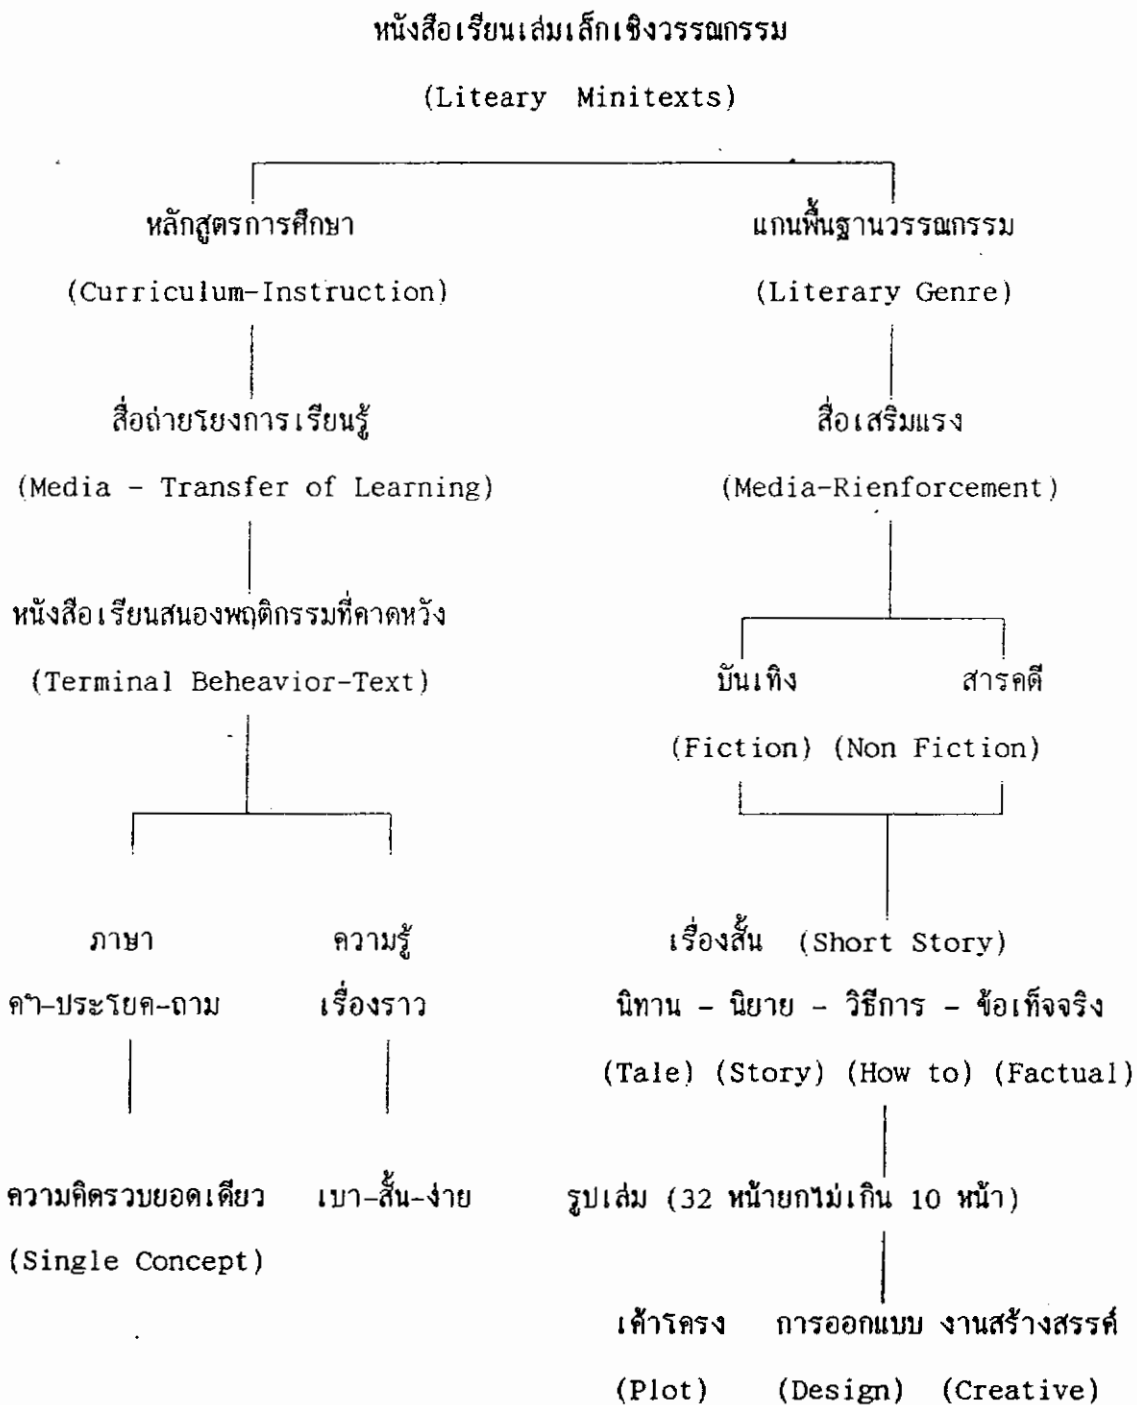 หนังสือเรียนเล่มเล็กเชิงวรรณกรรม
(Liteary Minitexts)
หลักสูตรการศึกษา แกนพื้นฐานวรรณกรรม
(Curriculum-Instruction) (Literary Genre)
สื่อถ่ายโยงการเรียนรู้ สื่อเสริมแรง
(Media - Transfer of Learning) (Media-Rienforcement)
หนังสือเรียนสนองพฤติกรรมที่คาดหวัง
(Terminal Beheavior-Text) บันเทิง สารคดี
(Fiction) (Non Fiction)
ภาษา ความรู้ เรื่องสั้น (Short Story)
คำ-ประโยค-ถาม เรื่องราว นิทาน - นิยาย - วิธีการ - ข้อเท็จจริง
(Tale) (Story) (How to) (Factual)
ความคิดรวบยอดเดียว เบา-สั้น-ง่าย รูปเล่ม (32 หน้ายกไม่เกิน 10 หน้า)
(Single Concept)
เค้าโครง การออกแบบ งานสร้างสรรค์
(Plot) (Design) (Creative)